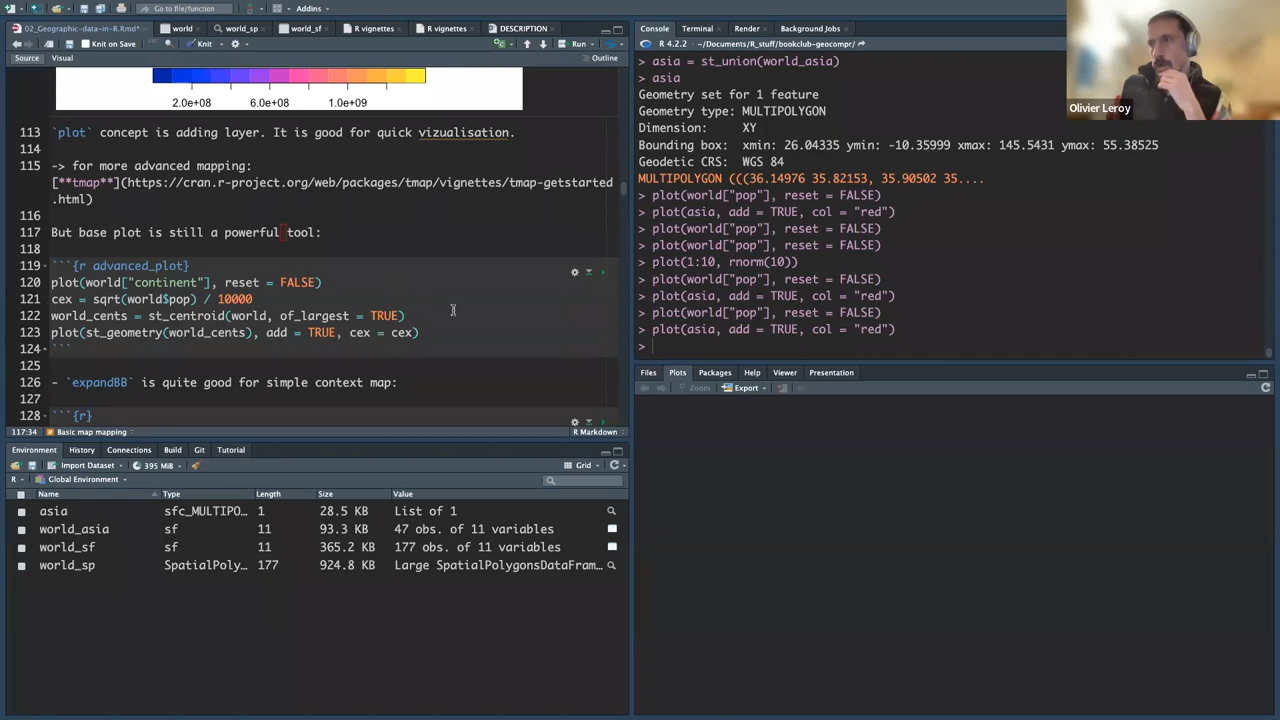 Go to file/function
Addins
02_Geographic-data-in-R.Rmd*
world
world_sp
world_sf
R vignettes
R vignettes
DESCRIPTION
Knit on Save
Knit
Run
Source
Visual
Outline
2.0e+08 6.0e+08 1.0e+09
113 `plot` concept is adding layer. It is good for quick vizualisation.
114
115 -> for more advanced mapping:
[**tmap**](https://cran.r-project.org/web/packages/tmap/vignettes/tmap-getstarted
.html)
116
117 But base plot is still a powerful tool:
118
119 ```{r advanced_plot}
120 plot(world["continent"], reset = FALSE)
121 cex = sqrt(world$pop) / 10000
122 world_cents = st_centroid(world, of_largest = TRUE)
123 plot(st_geometry(world_cents), add = TRUE, cex = cex)
124 ```
125
126 - `expandBB` is quite good for simple context map:
127
128 ```{r}
117:34 Basic map mapping R Markdown
Environment History Connections Build Git Tutorial
Import Dataset 395 MiB Grid
R Global Environment
Name Type Length Size Value
asia sfc_MULTIPO… 1 28.5 KB List of 1
world_asia sf 11 93.3 KB 47 obs. of 11 variables
world_sf sf 11 365.2 KB 177 obs. of 11 variables
world_sp SpatialPoly… 177 924.8 KB Large SpatialPolygonsDataFram…
Console Terminal Render Background Jobs
R 4.2.2 · ~/Documents/R_stuff/bookclub-geocompr/
> asia = st_union(world_asia)
> asia
Geometry set for 1 feature
Geometry type: MULTIPOLYGON
Dimension: XY
Bounding box: xmin: 26.04335 ymin: -10.35999 xmax: 145.5431 ymax: 55.38525
Geodetic CRS: WGS 84
MULTIPOLYGON (((36.14976 35.82153, 35.90502 35....
> plot(world["pop"], reset = FALSE)
> plot(asia, add = TRUE, col = "red")
> plot(world["pop"], reset = FALSE)
> plot(world["pop"], reset = FALSE)
> plot(1:10, rnorm(10))
> plot(world["pop"], reset = FALSE)
> plot(asia, add = TRUE, col = "red")
> plot(world["pop"], reset = FALSE)
> plot(asia, add = TRUE, col = "red")
>
Files Plots Packages Help Viewer Presentation
Zoom Export
Olivier Leroy